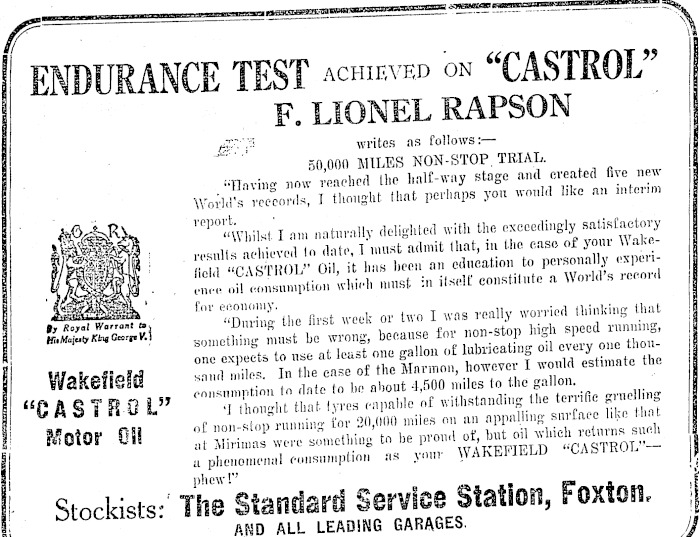 ENDURANCE TEST ACHIEVED ON "CASTROL"
F. LIONEL RAPSON
writes as follows:—
50,000 MILES NON-STOP TRIAL.
"Having now reached the half-way stage and created five new
World's reccords, I thought that perhaps you would like an interim
report.
"Whilst I am naturally delighted with the exceedingly satisfactory
results achieved to date, I must admit that, in the case of your Wake-
field "CASTROL" Oil, it has been an education to personally experi-
ence oil consumption which must in itself constitute a World's record
for economy.
"During the first week or two I was really worried thinking that
something must be wrong, because for non-stop high speed running,
one expects to use at least one gallon of lubricating oil every one thou-
sand miles. In the case of the Marmon, however I would estimate the
consumption to date to be about 4,500 miles to the gallon.
'I thought that tyres capable of withstanding the terrific gruelling
of non-stop running for 20,000 miles on an appalling surface like that
at Mirimas were something to be proud of, but oil which returns such
a phenomenal consumption as your WAKEFIELD "CASTROL"—
phew!"
G R
By Royal Warrant to
His Majesty King George V.
Wakefield
"CASTROL"
Motor Oil
Stockists: The Standard Service Station, Foxton.
AND ALL LEADING GARAGES.